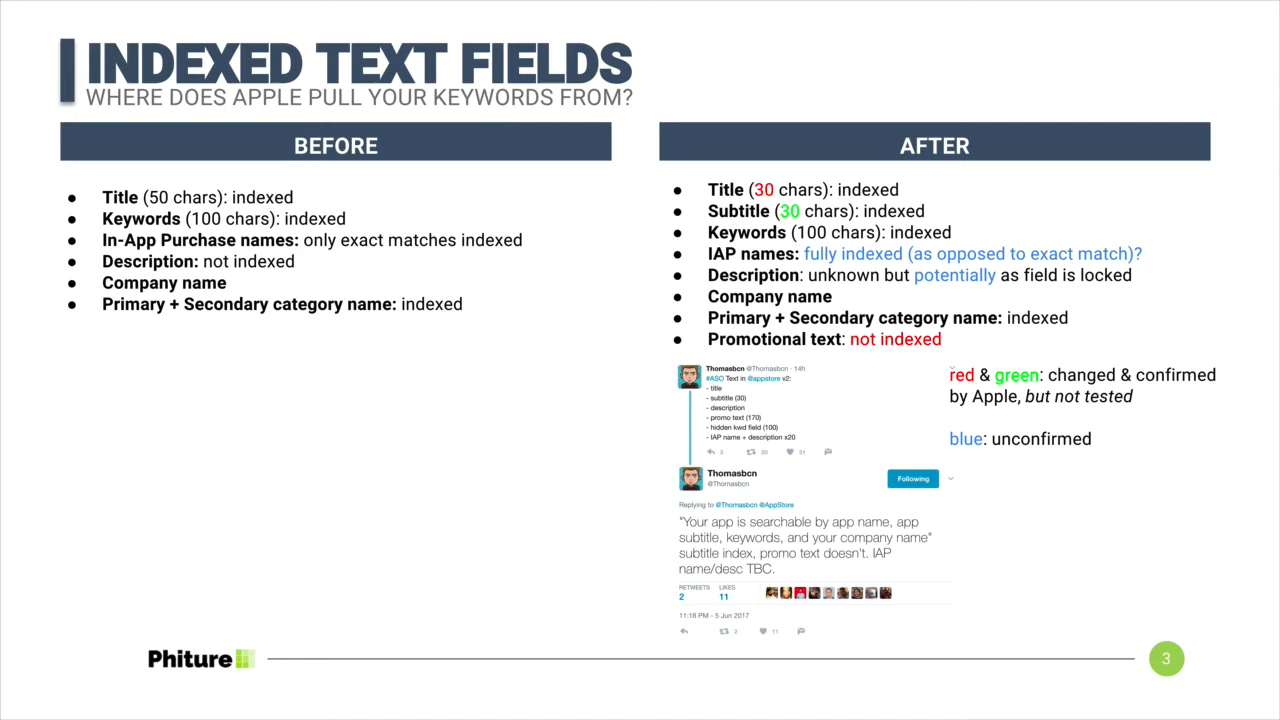 INDEXED TEXT FIELDS
WHERE DOES APPLE PULL YOUR KEYWORDS FROM?
BEFORE
● Title (50 chars): indexed
● Keywords (100 chars): indexed
● In-App Purchase names: only exact matches indexed
● Description: not indexed
● Company name
● Primary + Secondary category name: indexed
AFTER
● Title (30 chars): indexed
● Subtitle (30 chars): indexed
● Keywords (100 chars): indexed
● IAP names: fully indexed (as opposed to exact match)?
● Description: unknown but potentially as field is locked
● Company name
● Primary + Secondary category name: indexed
● Promotional text: not indexed
Thomasbcn @Thomasbcn · 14h
#ASO Text in @appstore v2:
- title
- subtitle (30)
- description
- promo text (170)
- hidden kwd field (100)
- IAP name + description x20
2 20 31
Thomasbcn
@Thomasbcn
Following
Replying to @Thomasbcn @AppStore
"Your app is searchable by app name, app
subtitle, keywords, and your company name"
subtitle index, promo text doesn't. IAP
name/desc TBC.
RETWEETS LIKES
2 11
11:18 PM - 5 Jun 2017
2 11
red & green: changed & confirmed
by Apple, but not tested
blue: unconfirmed
Phiture
3